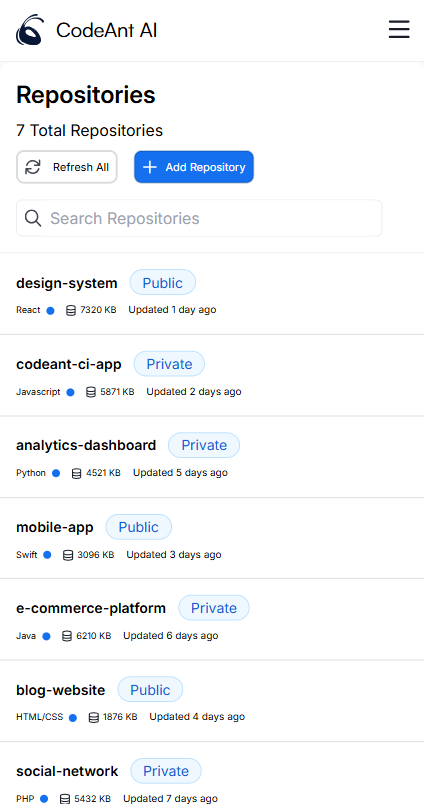 CodeAnt AI
Repositories
7 Total Repositories
Refresh All Add Repository
Search Repositories
design-system Public
React 7320 KB Updated 1 day ago
codeant-ci-app Private
Javascript 5871 KB Updated 2 days ago
analytics-dashboard Private
Python 4521 KB Updated 5 days ago
mobile-app Public
Swift 3096 KB Updated 3 days ago
e-commerce-platform Private
Java 6210 KB Updated 6 days ago
blog-website Public
HTML/CSS 1876 KB Updated 4 days ago
social-network Private
PHP 5432 KB Updated 7 days ago